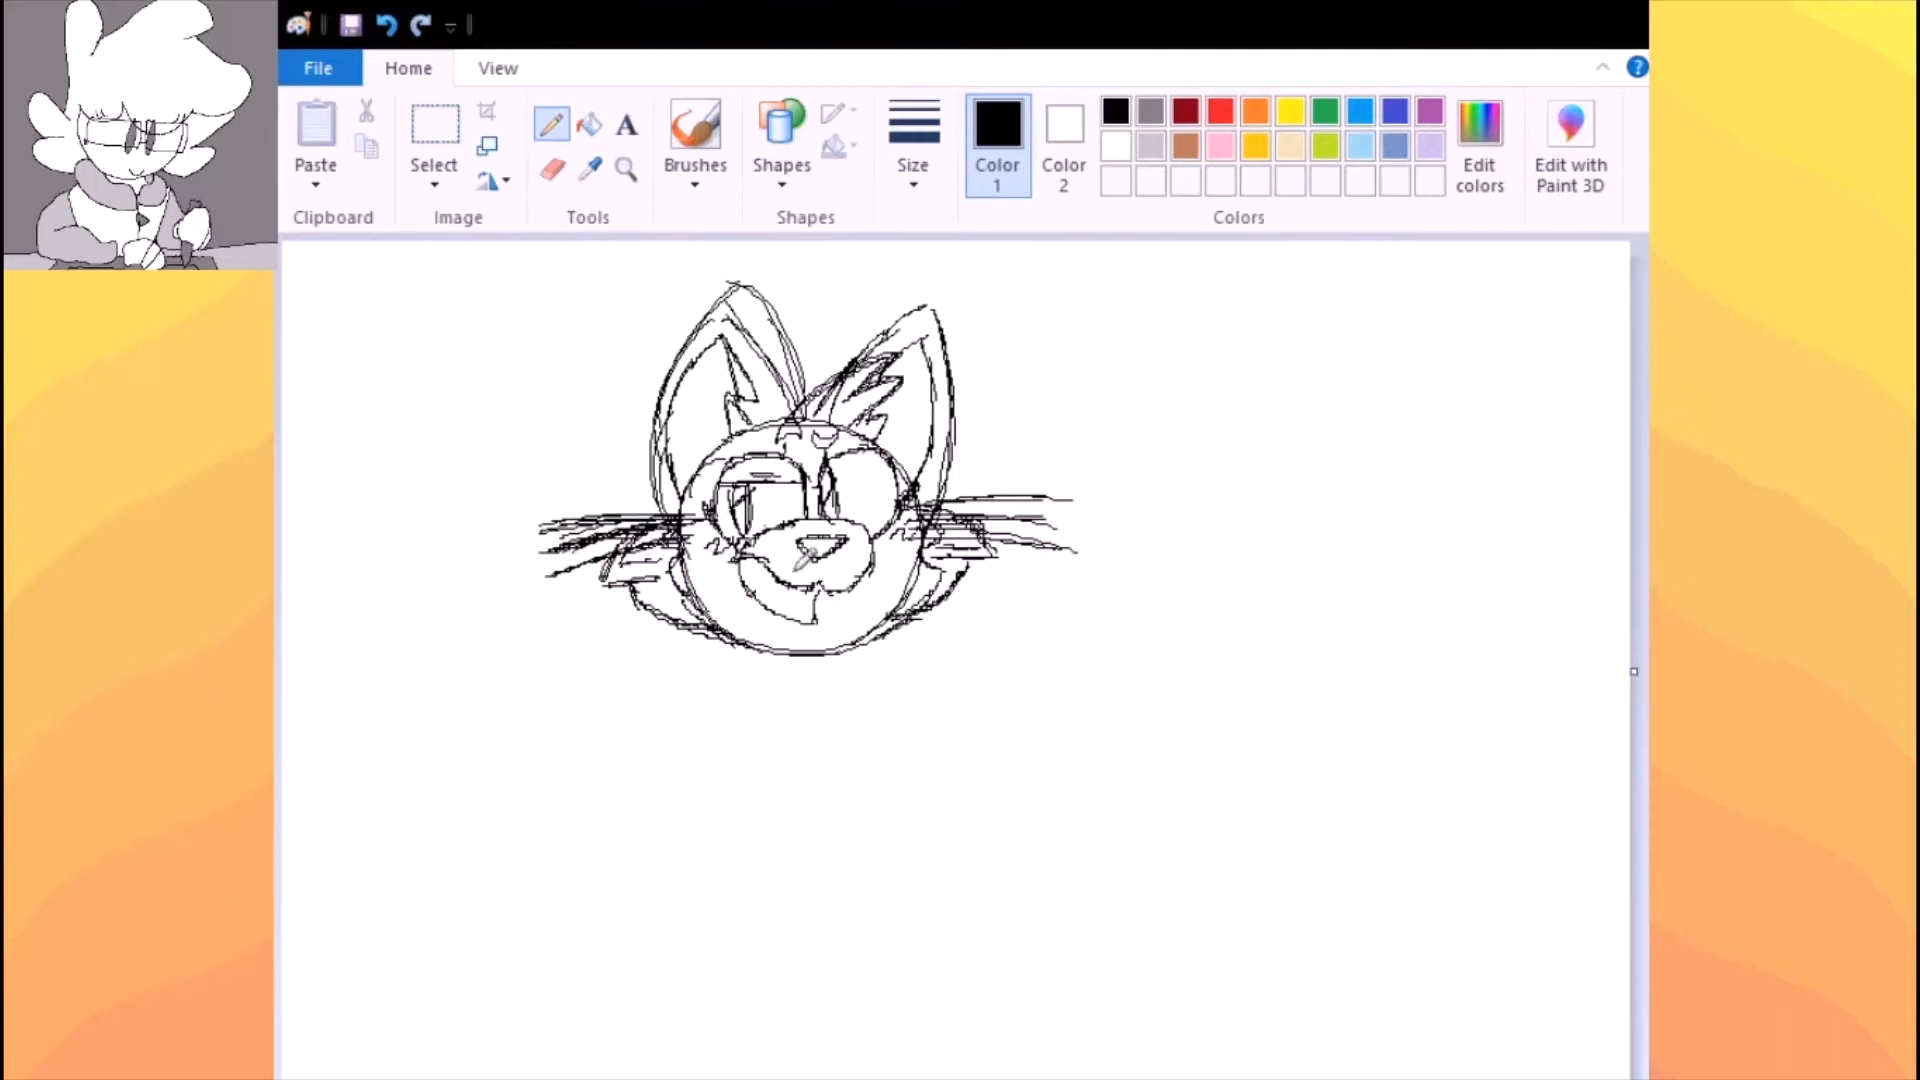 File Home View
Paste Select Brushes Shapes Size Color 1 Color 2 Edit colors Edit with Paint 3D
Clipboard Image Tools Shapes Colors